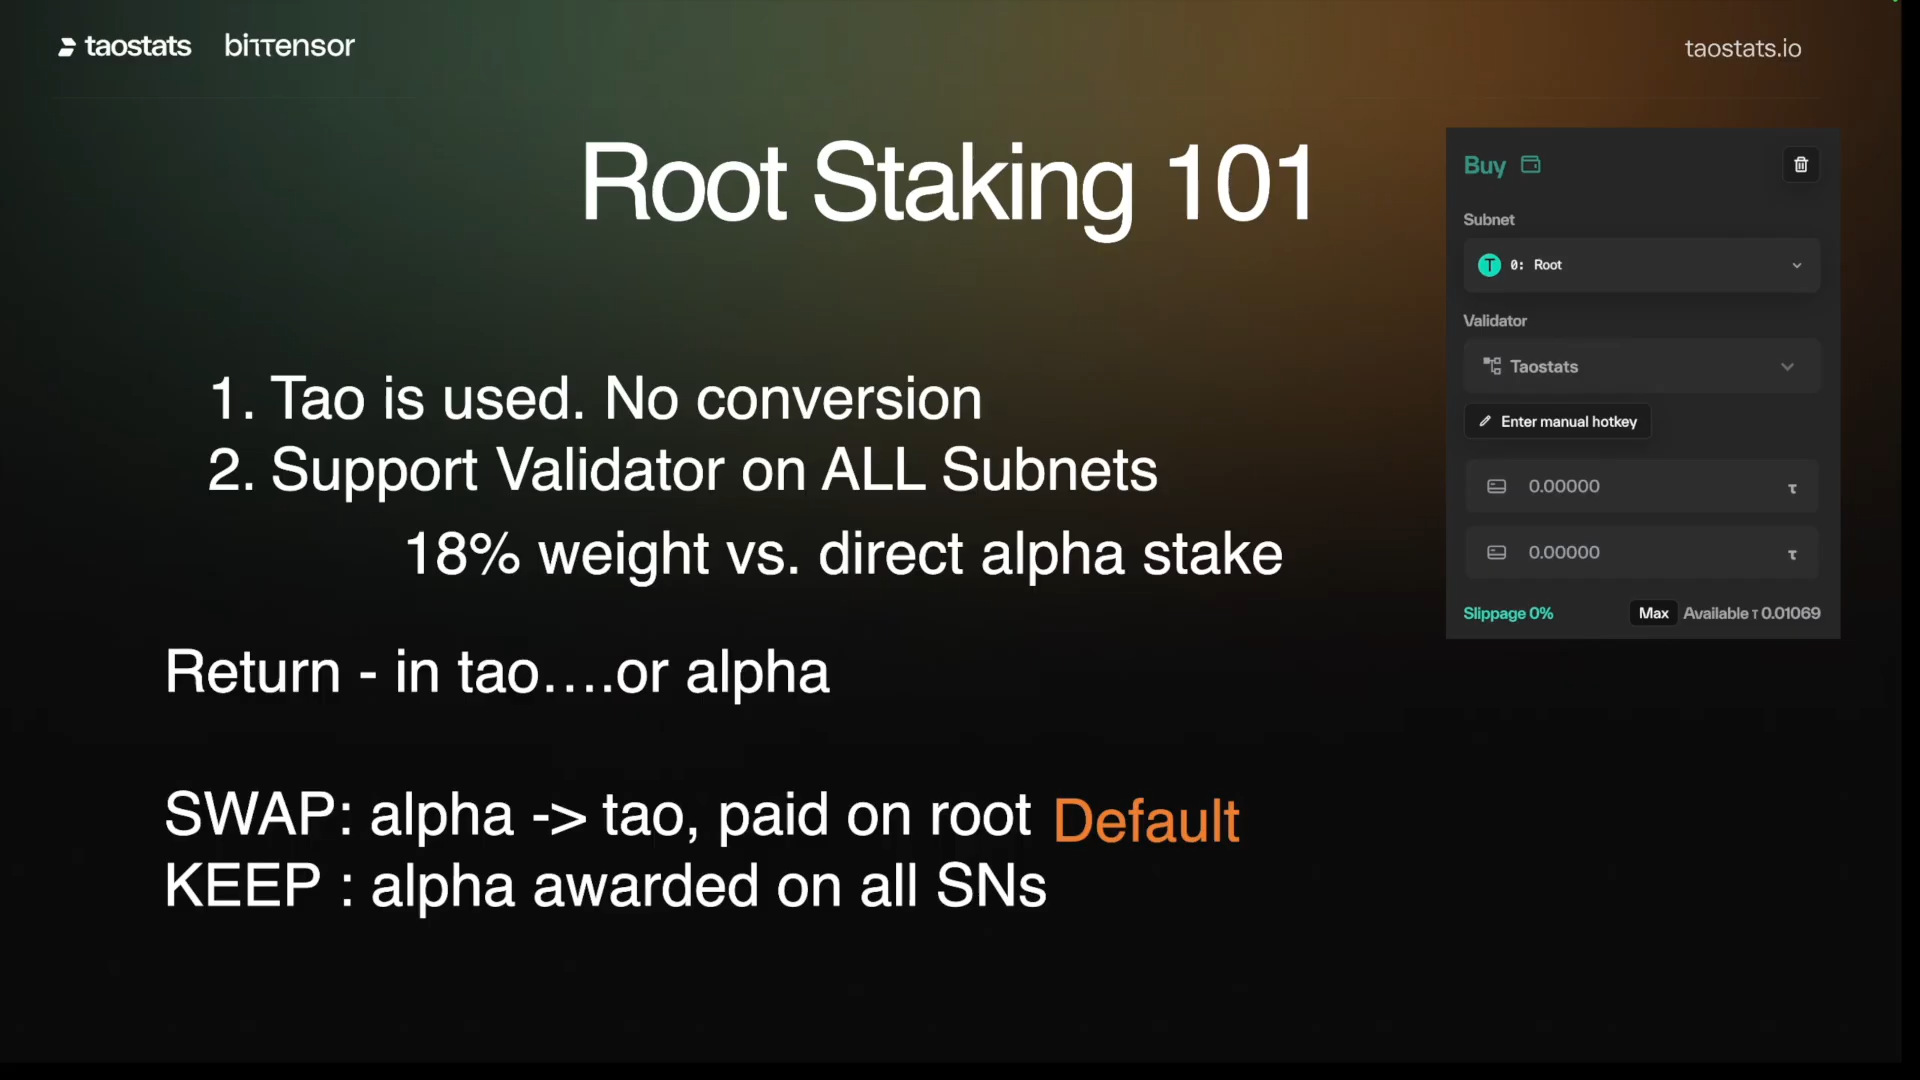 taostats bittensor taostats.io
Root Staking 101
1. Tao is used. No conversion
2. Support Validator on ALL Subnets
18% weight vs. direct alpha stake
Return - in tao....or alpha
SWAP: alpha -> tao, paid on root Default
KEEP : alpha awarded on all SNs
Buy
Subnet
T 0: Root
Validator
Taostats
Enter manual hotkey
0.00000 τ
0.00000 τ
Slippage 0% Max Available τ 0.01069